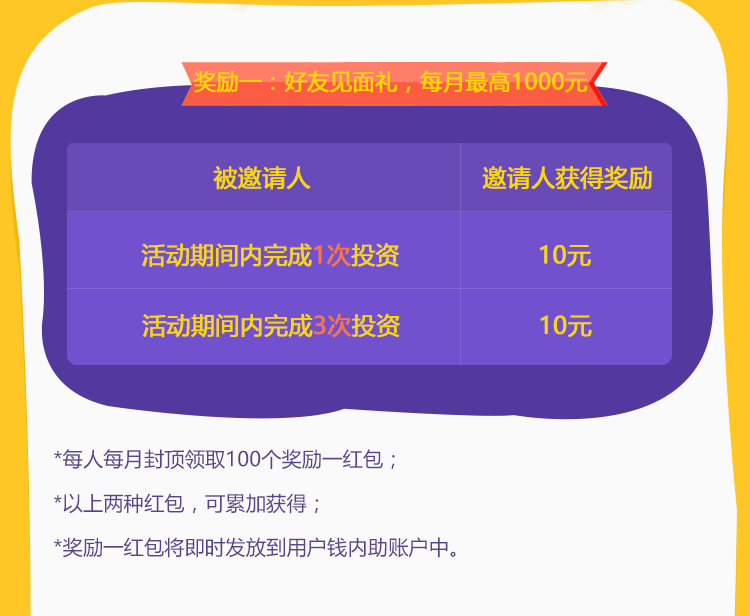 奖励一：好友见面礼，每月最高1000元
被邀请人 邀请人获得奖励
活动期间内完成1次投资 10元
活动期间内完成3次投资 10元
*每人每月封顶领取100个奖励一红包；
*以上两种红包，可累加获得；
*奖励一红包将即时发放到用户钱内助账户中。